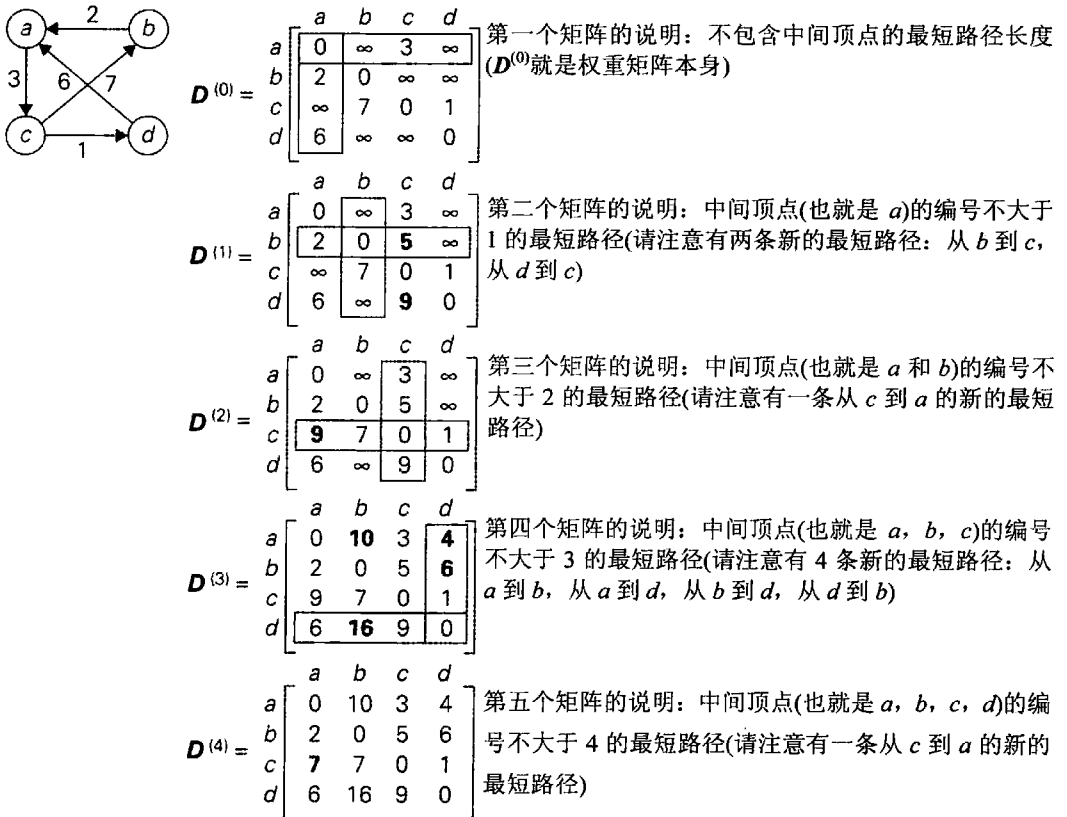 a 2 b
3 6 7
c 1 d
a b c d
a 0 ∞ 3 ∞
b 2 0 ∞ ∞
D (0) =
c ∞ 7 0 1
d 6 ∞ ∞ 0
第一个矩阵的说明：不包含中间顶点的最短路径长度
(D(0)就是权重矩阵本身)
a b c d
a 0 ∞ 3 ∞
b 2 0 5 ∞
D (1) =
c ∞ 7 0 1
d 6 ∞ 9 0
第二个矩阵的说明：中间顶点(也就是 a)的编号不大于
1 的最短路径(请注意有两条新的最短路径：从 b 到 c，
从 d 到 c)
a b c d
a 0 ∞ 3 ∞
b 2 0 5 ∞
D (2) =
c 9 7 0 1
d 6 ∞ 9 0
第三个矩阵的说明：中间顶点(也就是 a 和 b)的编号不
大于 2 的最短路径(请注意有一条从 c 到 a 的新的最短
路径)
a b c d
a 0 10 3 4
b 2 0 5 6
D (3) =
c 9 7 0 1
d 6 16 9 0
第四个矩阵的说明：中间顶点(也就是 a，b，c)的编号
不大于 3 的最短路径(请注意有 4 条新的最短路径：从
a 到 b，从 a 到 d，从 b 到 d，从 d 到 b)
a b c d
a 0 10 3 4
b 2 0 5 6
D (4) =
c 7 7 0 1
d 6 16 9 0
第五个矩阵的说明：中间顶点(也就是 a，b，c，d)的编
号不大于 4 的最短路径(请注意有一条从 c 到 a 的新的
最短路径)